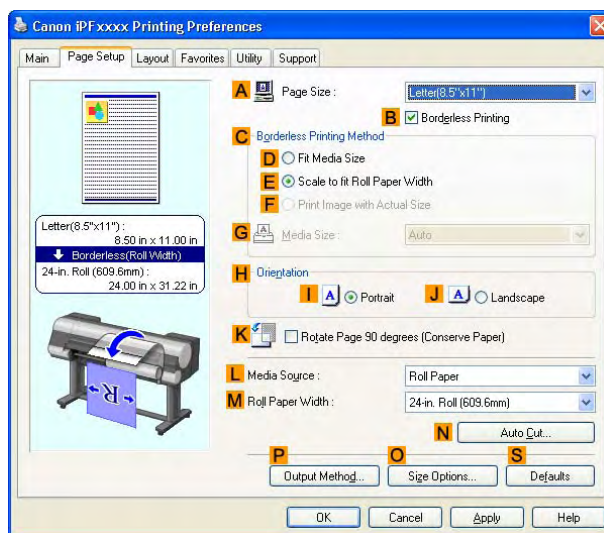 Canon iPFxxxx Printing Preferences
Main Page Setup Layout Favorites Utility Support
A Page Size : Letter(8.5"x11")
B Borderless Printing
C Borderless Printing Method
D Fit Media Size
E Scale to fit Roll Paper Width
F Print Image with Actual Size
G Media Size : Auto
Letter(8.5"x11") :
8.50 in x 11.00 in
Borderless(Roll Width)
24-in. Roll (609.6mm) :
24.00 in x 31.22 in
H Orientation
I A Portrait J A Landscape
K Rotate Page 90 degrees (Conserve Paper)
R
L Media Source : Roll Paper
M Roll Paper Width : 24-in. Roll (609.6mm)
N Auto Cut...
P O S
Output Method... Size Options... Defaults
OK Cancel Apply Help